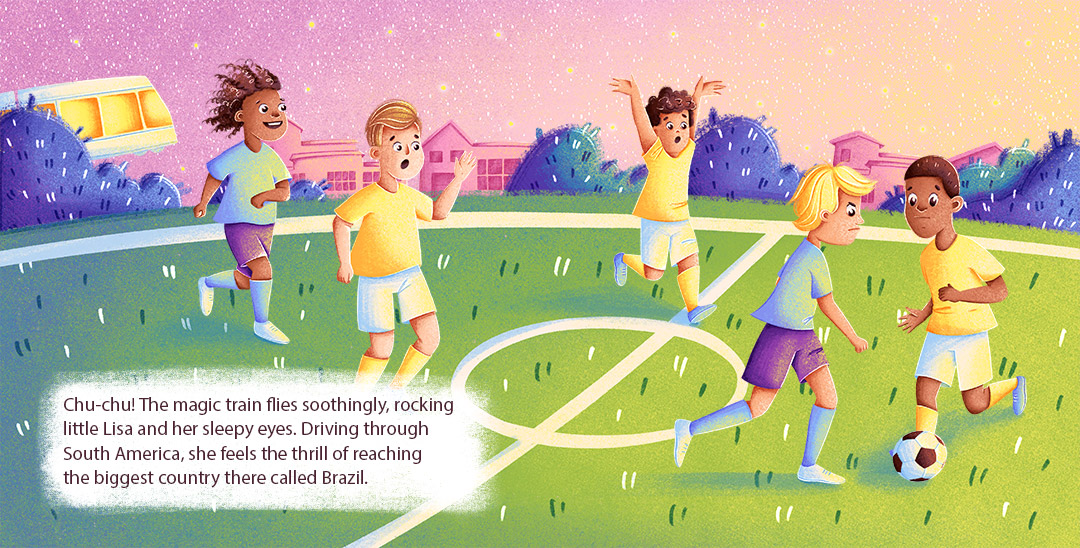 Chu-chu! The magic train flies soothingly, rocking
little Lisa and her sleepy eyes. Driving through
South America, she feels the thrill of reaching
the biggest country there called Brazil.